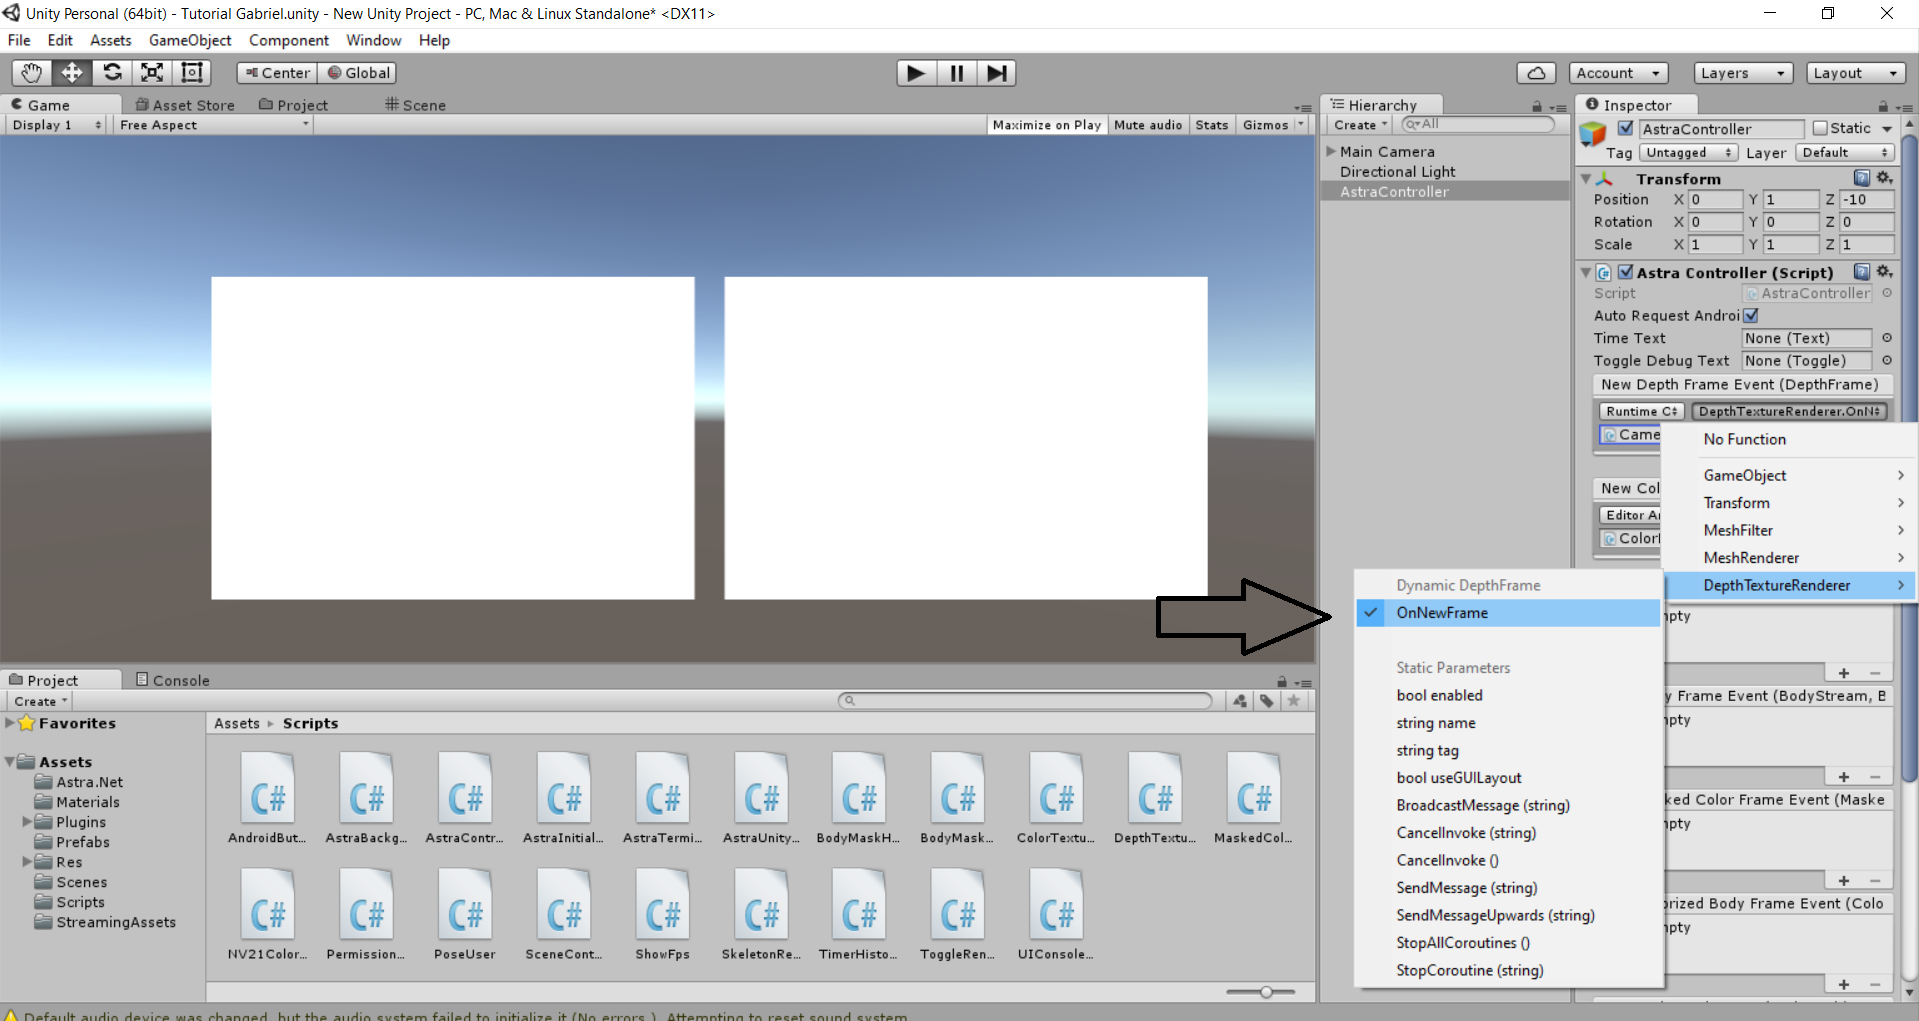 Unity Personal (64bit) - Tutorial Gabriel.unity - New Unity Project - PC, Mac & Linux Standalone* <DX11>
File Edit Assets GameObject Component Window Help
Center Global Account Layers Layout
Game Asset Store Project Scene
Display 1 Free Aspect Maximize on Play Mute audio Stats Gizmos
Hierarchy
Create All
Main Camera
Directional Light
AstraController
Inspector
AstraController Static
Tag Untagged Layer Default
Transform
Position X 0 Y 1 Z -10
Rotation X 0 Y 0 Z 0
Scale X 1 Y 1 Z 1
Astra Controller (Script)
Script AstraController
Auto Request Androi
Time Text None (Text)
Toggle Debug Text None (Toggle)
New Depth Frame Event (DepthFrame)
Runtime C DepthTextureRenderer.OnN
Came
New Col
Editor A
Color
No Function
GameObject
Transform
MeshFilter
MeshRenderer
DepthTextureRenderer
Dynamic DepthFrame
OnNewFrame
Static Parameters
bool enabled
string name
string tag
bool useGUILayout
BroadcastMessage (string)
CancelInvoke (string)
CancelInvoke ()
SendMessage (string)
SendMessageUpwards (string)
StopAllCoroutines ()
StopCoroutine (string)
mpty
y Frame Event (BodyStream, B
mpty
ked Color Frame Event (Maske
mpty
orized Body Frame Event (Colo
mpty
Project Console
Create
Favorites
Assets
Astra.Net
Materials
Plugins
Prefabs
Res
Scenes
Scripts
StreamingAssets
Assets Scripts
C# C# C# C# C# C# C# C# C# C# C#
AndroidBut... AstraBackg... AstraContr... AstraInitial... AstraTermi... AstraUnity... BodyMaskH... BodyMask... ColorTextu... DepthTextu... MaskedCol...
C# C# C# C# C# C# C# C# C#
NV21Color... Permission... PoseUser SceneCont... ShowFps SkeletonRe... TimerHisto... ToggleRen... UIConsole...
Default audio device was changed, but the audio system failed to initialize it (No errors.). Attempting to reset sound system.